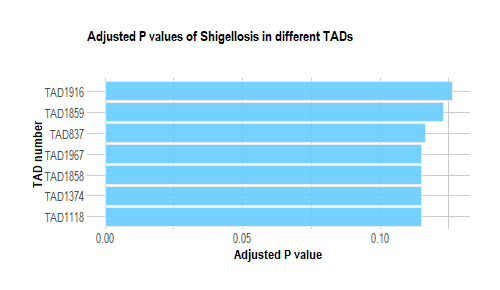 Adjusted P values of Shigellosis in different TADs
TAD number
TAD1916
TAD1859
TAD837
TAD1967
TAD1858
TAD1374
TAD1118
0.00 0.05 0.10
Adjusted P value